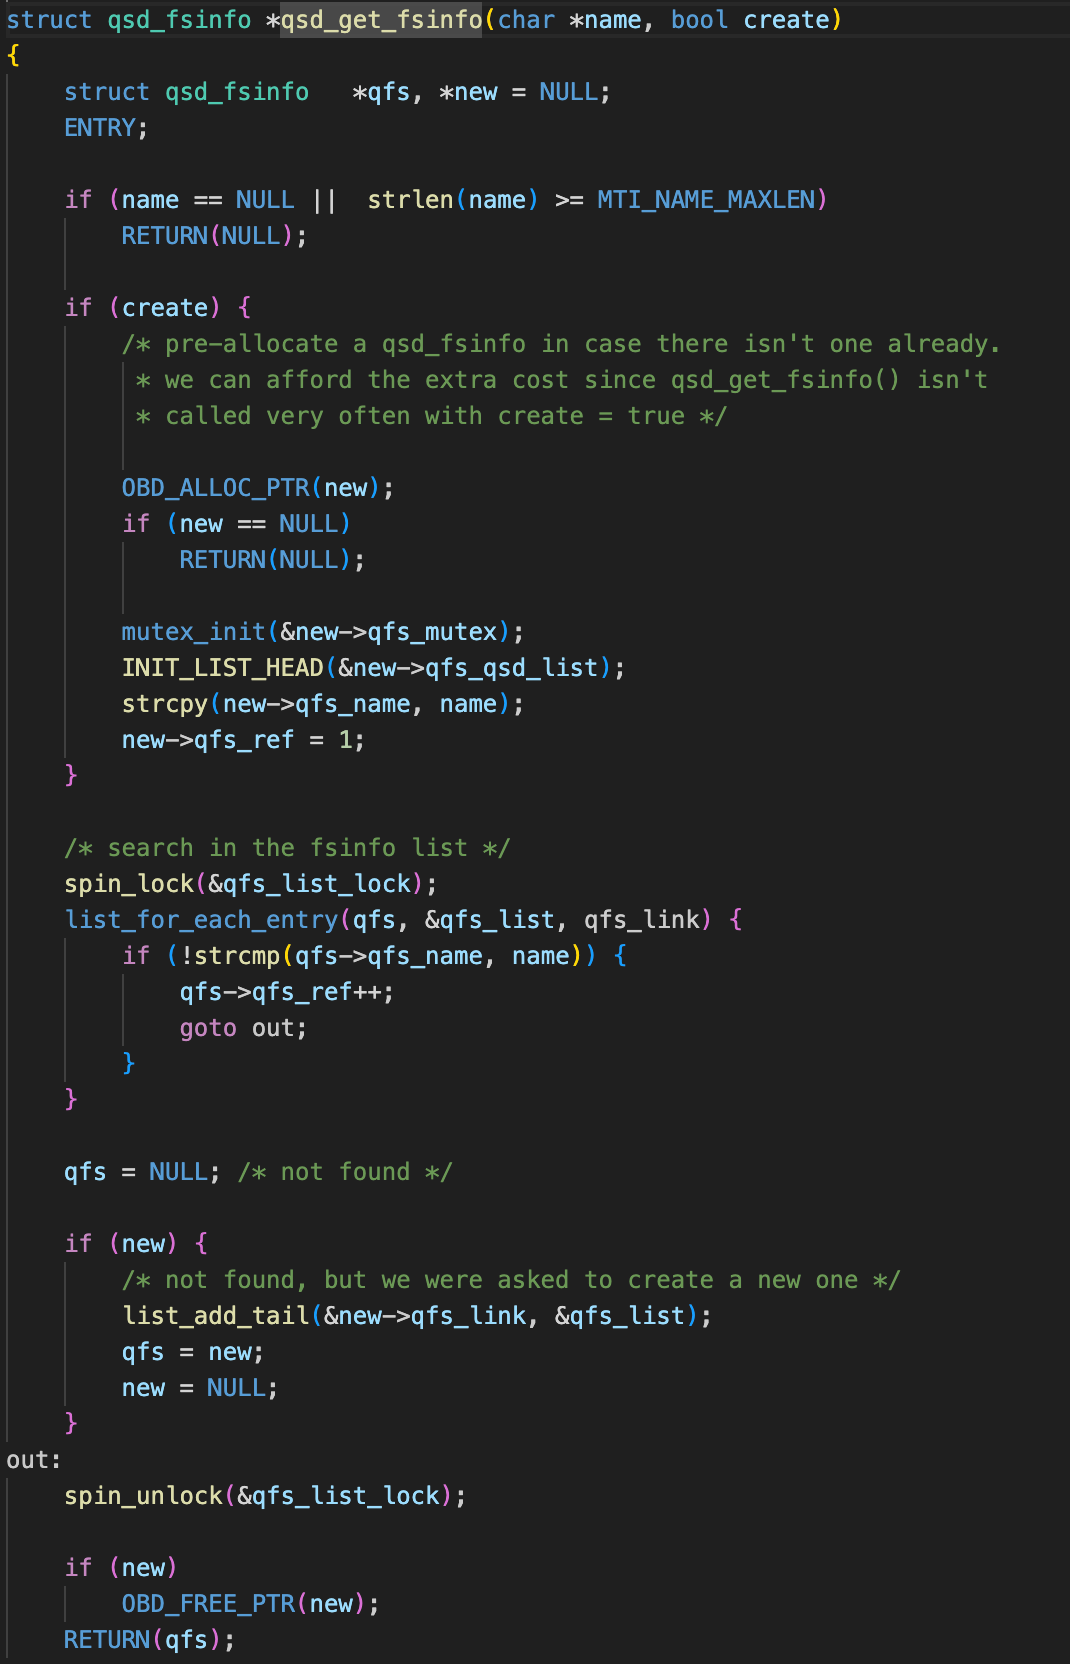 struct qsd_fsinfo *qsd_get_fsinfo(char *name, bool create)
{
    struct qsd_fsinfo   *qfs, *new = NULL;
    ENTRY;

    if (name == NULL ||  strlen(name) >= MTI_NAME_MAXLEN)
        RETURN(NULL);

    if (create) {
        /* pre-allocate a qsd_fsinfo in case there isn't one already.
         * we can afford the extra cost since qsd_get_fsinfo() isn't
         * called very often with create = true */

        OBD_ALLOC_PTR(new);
        if (new == NULL)
            RETURN(NULL);

        mutex_init(&new->qfs_mutex);
        INIT_LIST_HEAD(&new->qfs_qsd_list);
        strcpy(new->qfs_name, name);
        new->qfs_ref = 1;
    }

    /* search in the fsinfo list */
    spin_lock(&qfs_list_lock);
    list_for_each_entry(qfs, &qfs_list, qfs_link) {
        if (!strcmp(qfs->qfs_name, name)) {
            qfs->qfs_ref++;
            goto out;
        }
    }

    qfs = NULL; /* not found */

    if (new) {
        /* not found, but we were asked to create a new one */
        list_add_tail(&new->qfs_link, &qfs_list);
        qfs = new;
        new = NULL;
    }
out:
    spin_unlock(&qfs_list_lock);

    if (new)
        OBD_FREE_PTR(new);
    RETURN(qfs);